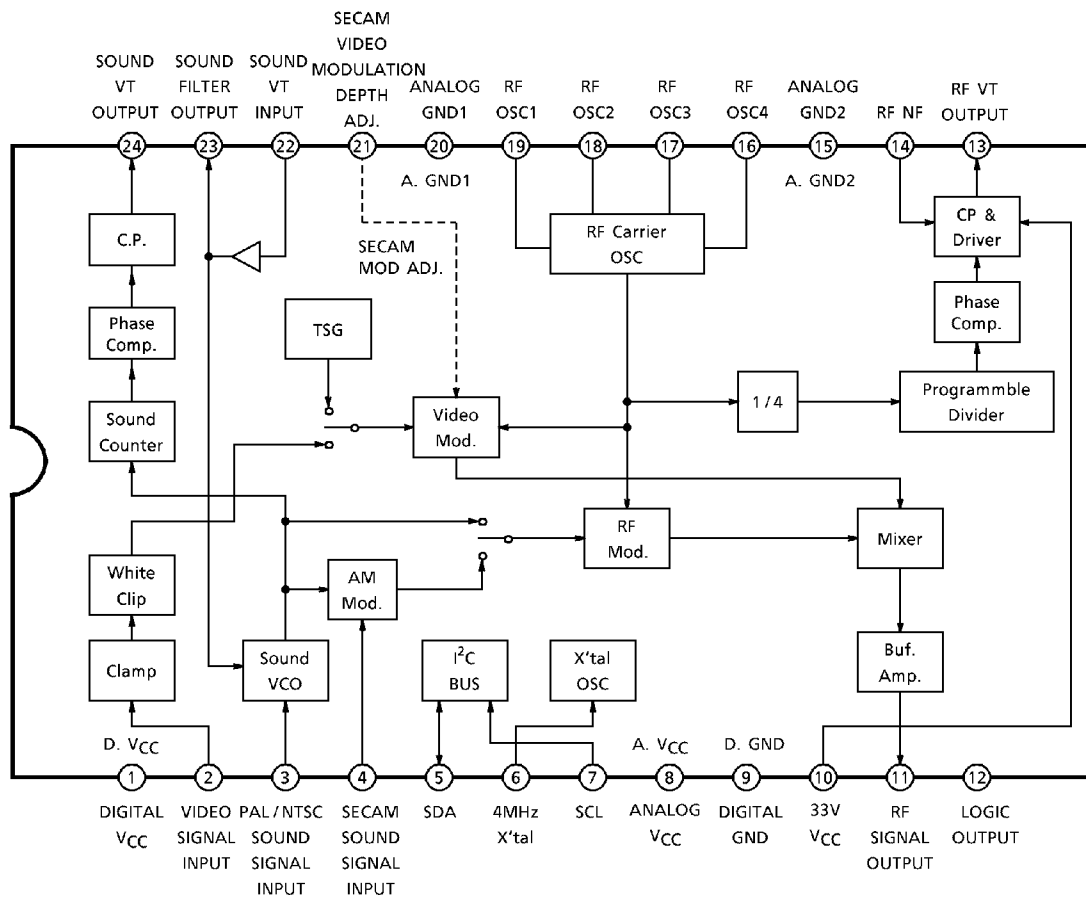 SOUND
VT
OUTPUT
SOUND
FILTER
OUTPUT
SOUND
VT
INPUT
SECAM
VIDEO
MODULATION
DEPTH
ADJ.
ANALOG
GND1
RF
OSC1
RF
OSC2
RF
OSC3
RF
OSC4
ANALOG
GND2
RF NF
RF VT
OUTPUT
24
23
22
21
20
19
18
17
16
15
14
13
A. GND1
A. GND2
C.P.
SECAM
MOD ADJ.
RF Carrier
OSC
CP &
Driver
Phase
Comp.
TSG
Phase
Comp.
Sound
Counter
Video
Mod.
1/4
Programmble
Divider
White
Clip
AM
Mod.
RF
Mod.
Mixer
Clamp
Sound
VCO
I²C
BUS
X'tal
OSC
Buf.
Amp.
D. VCC
A. VCC
D. GND
1
2
3
4
5
6
7
8
9
10
11
12
DIGITAL
VCC
VIDEO
SIGNAL
INPUT
PAL/NTSC
SOUND
SIGNAL
INPUT
SECAM
SOUND
SIGNAL
INPUT
SDA
4MHz
X'tal
SCL
ANALOG
VCC
DIGITAL
GND
33V
VCC
RF
SIGNAL
OUTPUT
LOGIC
OUTPUT